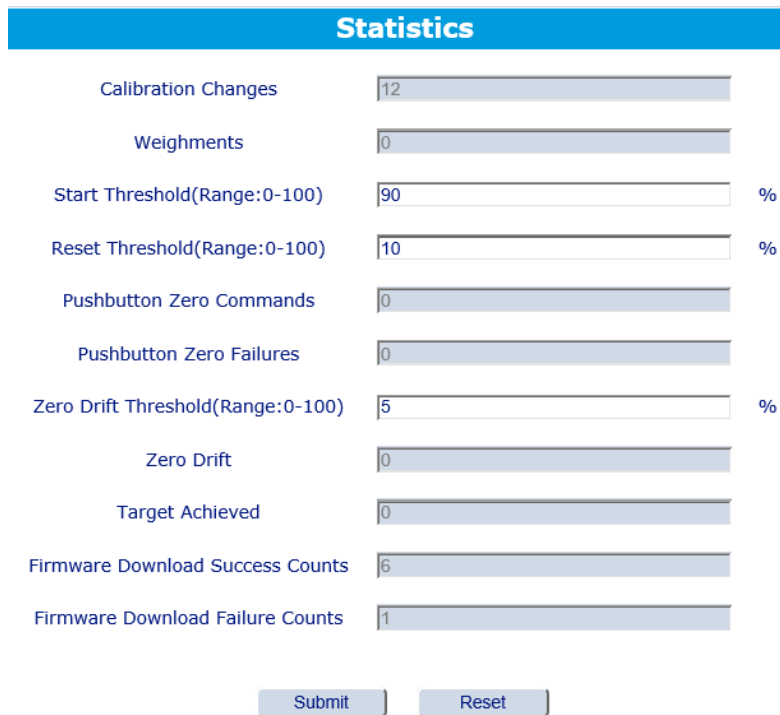 Statistics
Calibration Changes 12
Weighments 0
Start Threshold(Range:0-100) 90 %
Reset Threshold(Range:0-100) 10 %
Pushbutton Zero Commands 0
Pushbutton Zero Failures 0
Zero Drift Threshold(Range:0-100) 5 %
Zero Drift 0
Target Achieved 0
Firmware Download Success Counts 6
Firmware Download Failure Counts 1
Submit Reset